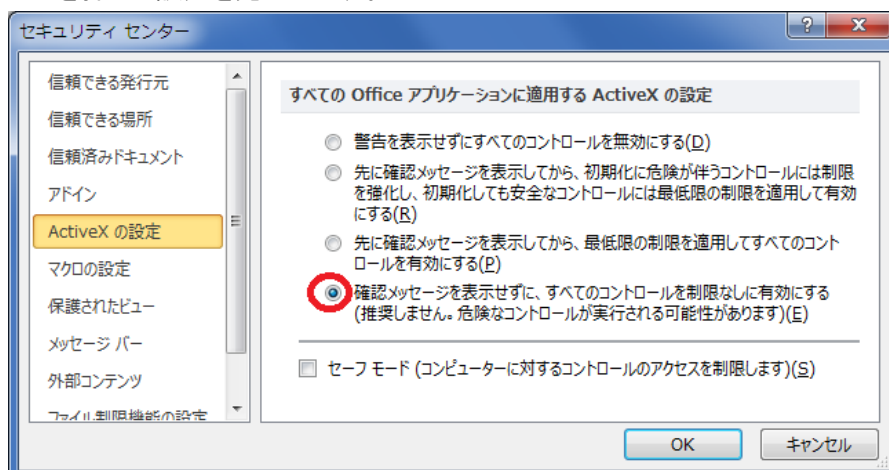 セキュリティ センター
信頼できる発行元
信頼できる場所
信頼済みドキュメント
アドイン
ActiveX の設定
マクロの設定
保護されたビュー
メッセージ バー
外部コンテンツ
ファイル制限機能の設定
すべての Office アプリケーションに適用する ActiveX の設定
警告を表示せずにすべてのコントロールを無効にする(D)
先に確認メッセージを表示してから、初期化に危険が伴うコントロールには制限
を強化し、初期化しても安全なコントロールには最低限の制限を適用して有効
にする(R)
先に確認メッセージを表示してから、最低限の制限を適用してすべてのコント
ロールを有効にする(P)
確認メッセージを表示せずに、すべてのコントロールを制限なしに有効にする
(推奨しません。危険なコントロールが実行される可能性があります)(E)
セーフ モード (コンピューターに対するコントロールのアクセスを制限します)(S)
OK
キャンセル